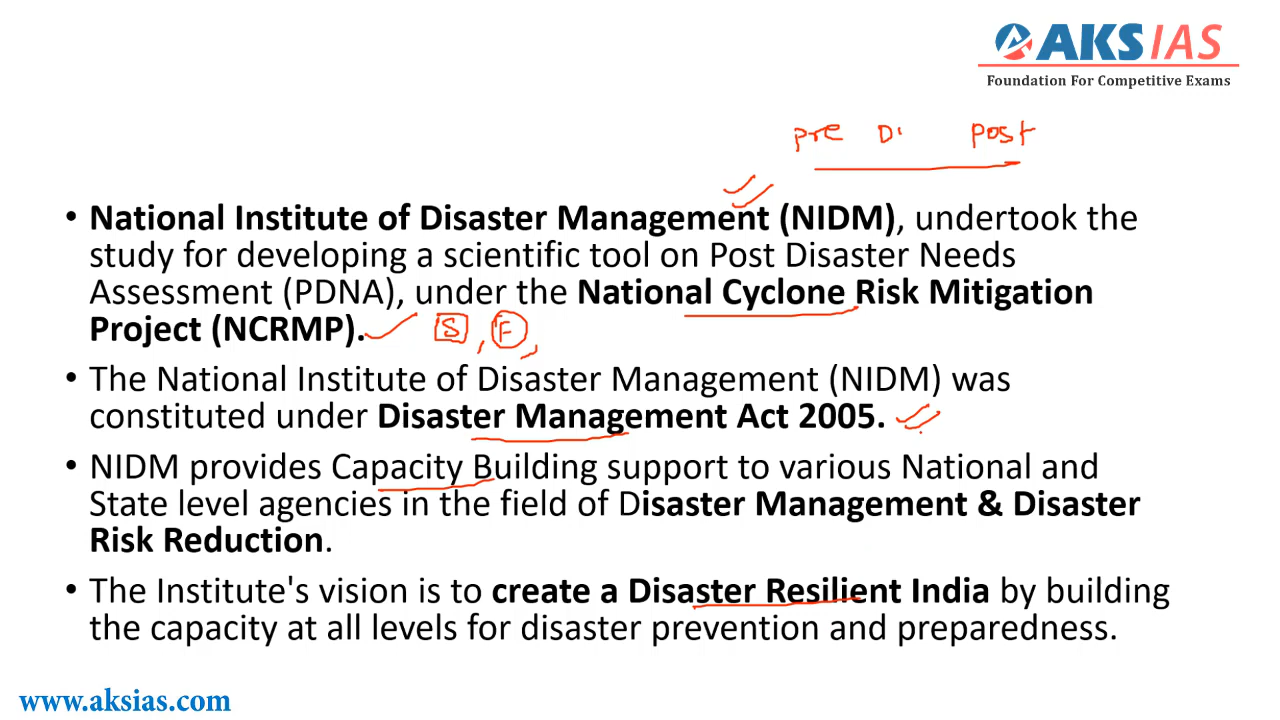 AKS IAS
Foundation For Competitive Exams
pre DI post
• National Institute of Disaster Management (NIDM), undertook the
study for developing a scientific tool on Post Disaster Needs
Assessment (PDNA), under the National Cyclone Risk Mitigation
Project (NCRMP). S, F,
• The National Institute of Disaster Management (NIDM) was
constituted under Disaster Management Act 2005.
• NIDM provides Capacity Building support to various National and
State level agencies in the field of Disaster Management & Disaster
Risk Reduction.
• The Institute's vision is to create a Disaster Resilient India by building
the capacity at all levels for disaster prevention and preparedness.
www.aksias.com